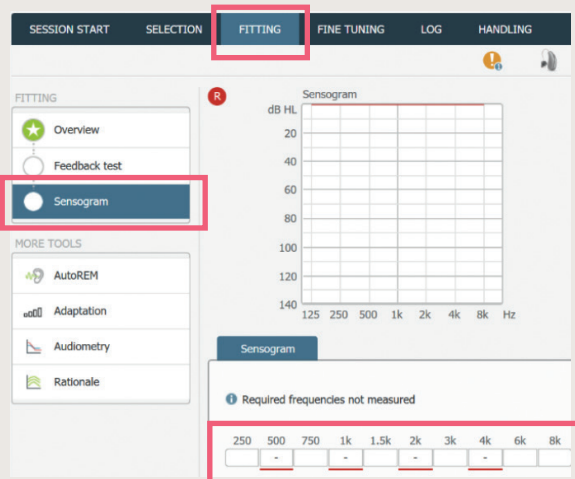 SESSION START SELECTION FITTING FINE TUNING LOG HANDLING
FITTING
Overview
Feedback test
Sensogram
MORE TOOLS
AutoREM
Adaptation
Audiometry
Rationale
R
Sensogram
dB HL
20
40
60
80
100
120
140
125 250 500 1k 2k 4k 8k Hz
Sensogram
Required frequencies not measured
250 500 750 1k 1.5k 2k 3k 4k 6k 8k
- - - -